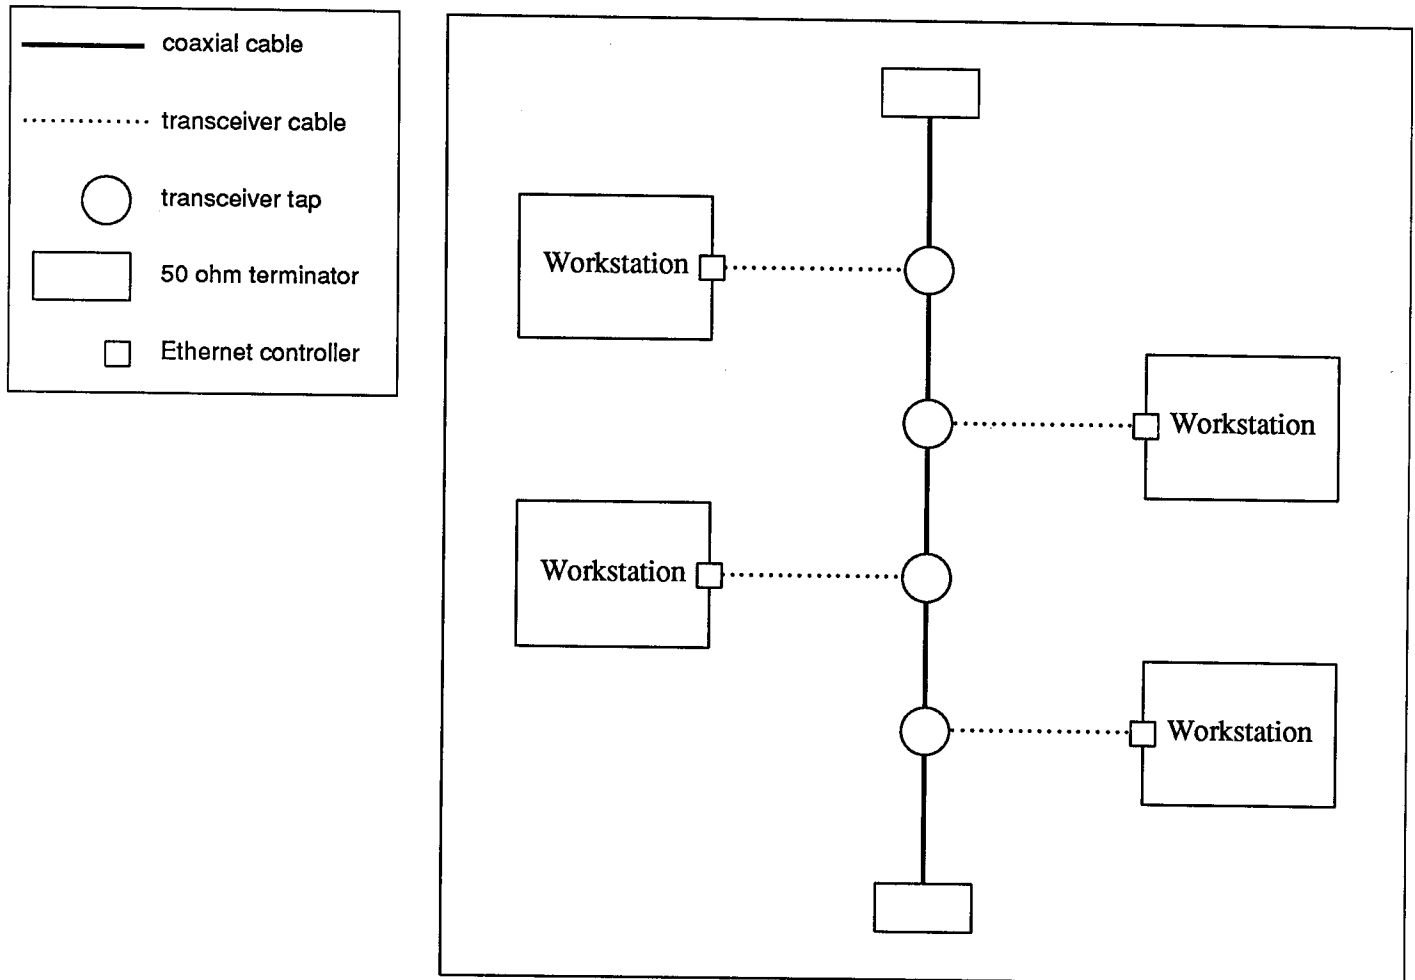 coaxial cable
transceiver cable
transceiver tap
50 ohm terminator
Ethernet controller
Workstation
Workstation
Workstation
Workstation